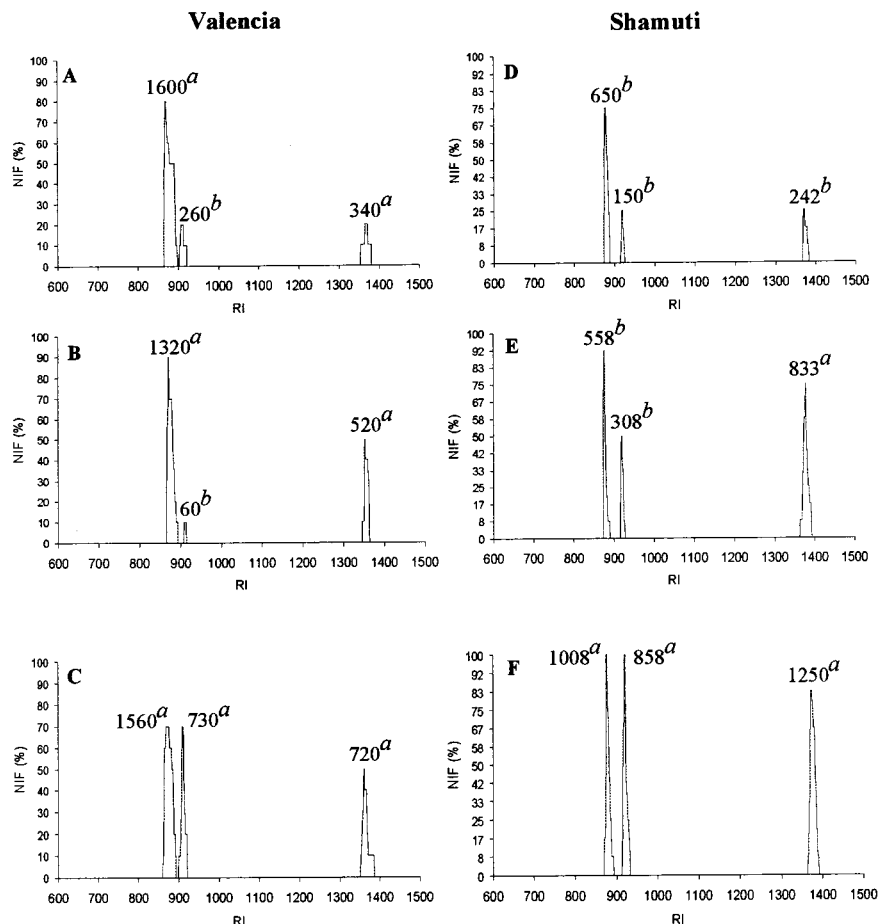 Valencia
Shamuti
A
1600a
260b
340a
100
90
80
70
60
50
40
30
20
10
0
NIF (%)
600 700 800 900 1000 1100 1200 1300 1400 1500
RI
D
650b
150b
242b
100
92
83
75
67
58
50
42
33
25
17
8
0
NIF (%)
600 700 800 900 1000 1100 1200 1300 1400 1500
RI
B
1320a
60b
520a
100
90
80
70
60
50
40
30
20
10
0
NIF (%)
600 700 800 900 1000 1100 1200 1300 1400 1500
RI
E
558b
308b
833a
100
92
83
75
67
58
50
42
33
25
17
8
0
NIF (%)
600 700 800 900 1000 1100 1200 1300 1400 1500
RI
C
1560a
730a
720a
100
90
80
70
60
50
40
30
20
10
0
NIF (%)
600 700 800 900 1000 1100 1200 1300 1400 1500
RI
F
1008a
858a
1250a
100
92
83
75
67
58
50
42
33
25
17
8
0
NIF (%)
600 700 800 900 1000 1100 1200 1300 1400 1500
RI